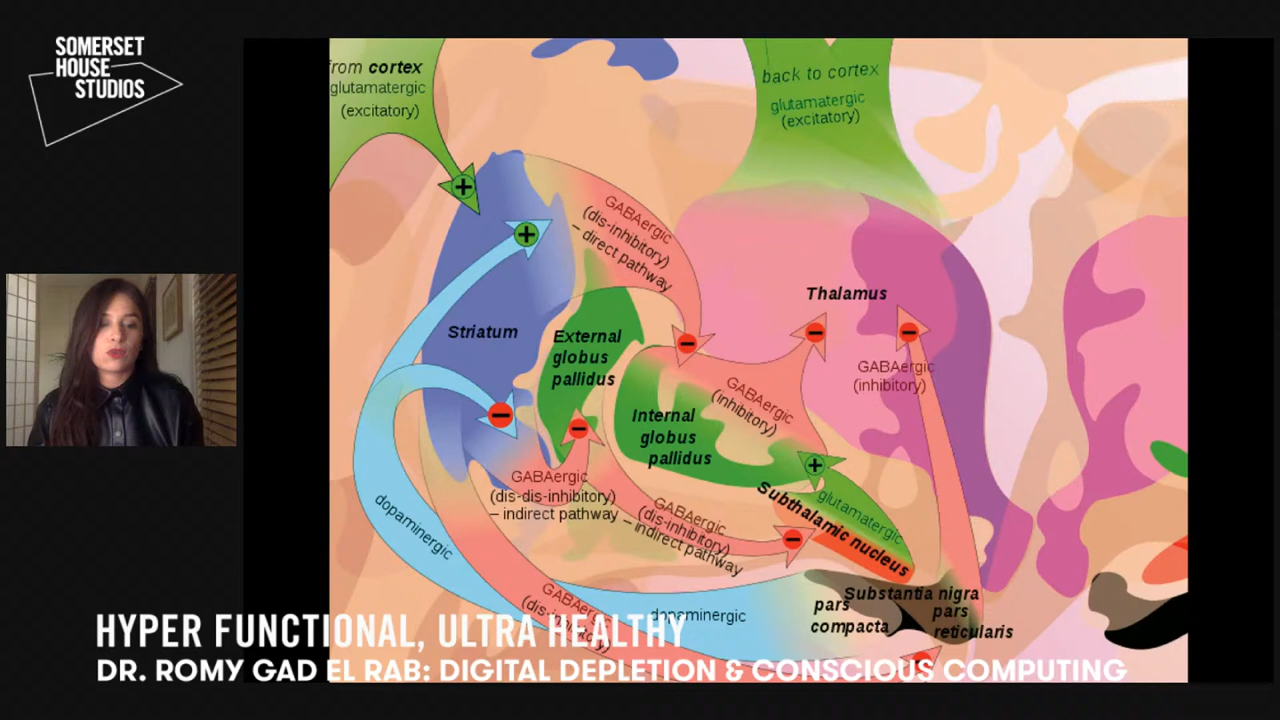 SOMERSET
HOUSE
STUDIOS
from cortex
glutamatergic
(excitatory)
back to cortex
glutamatergic
(excitatory)
GABAergic
(dis-inhibitory)
– direct pathway
Thalamus
Striatum
External
globus
pallidus
GABAergic
(inhibitory)
GABAergic
(inhibitory)
Internal
globus
pallidus
GABAergic
(dis-dis-inhibitory)
– indirect pathway
GABAergic
(dis-inhibitory)
– indirect pathway
glutamatergic
Subthalamic nucleus
dopaminergic
Substantia nigra
pars
compacta
pars
reticularis
GABAergic
dopaminergic
HYPER FUNCTIONAL, ULTRA HEALTHY
DR. ROMY GAD EL RAB: DIGITAL DEPLETION & CONSCIOUS COMPUTING